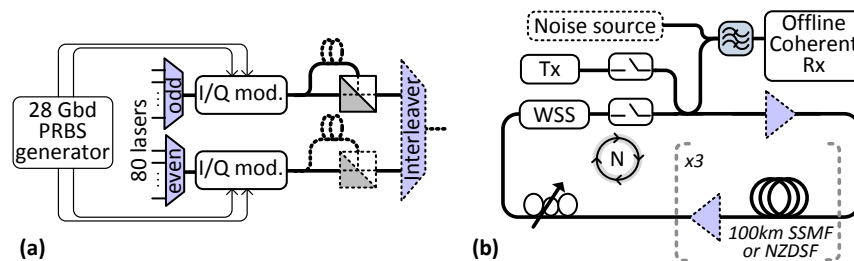 28 Gbd
PRBS
generator
80 lasers
odd
even
I/Q mod.
I/Q mod.
Interleaver
(a)
Noise source
Tx
WSS
Offline
Coherent
Rx
N
x3
100km SSMF
or NZDSF
(b)